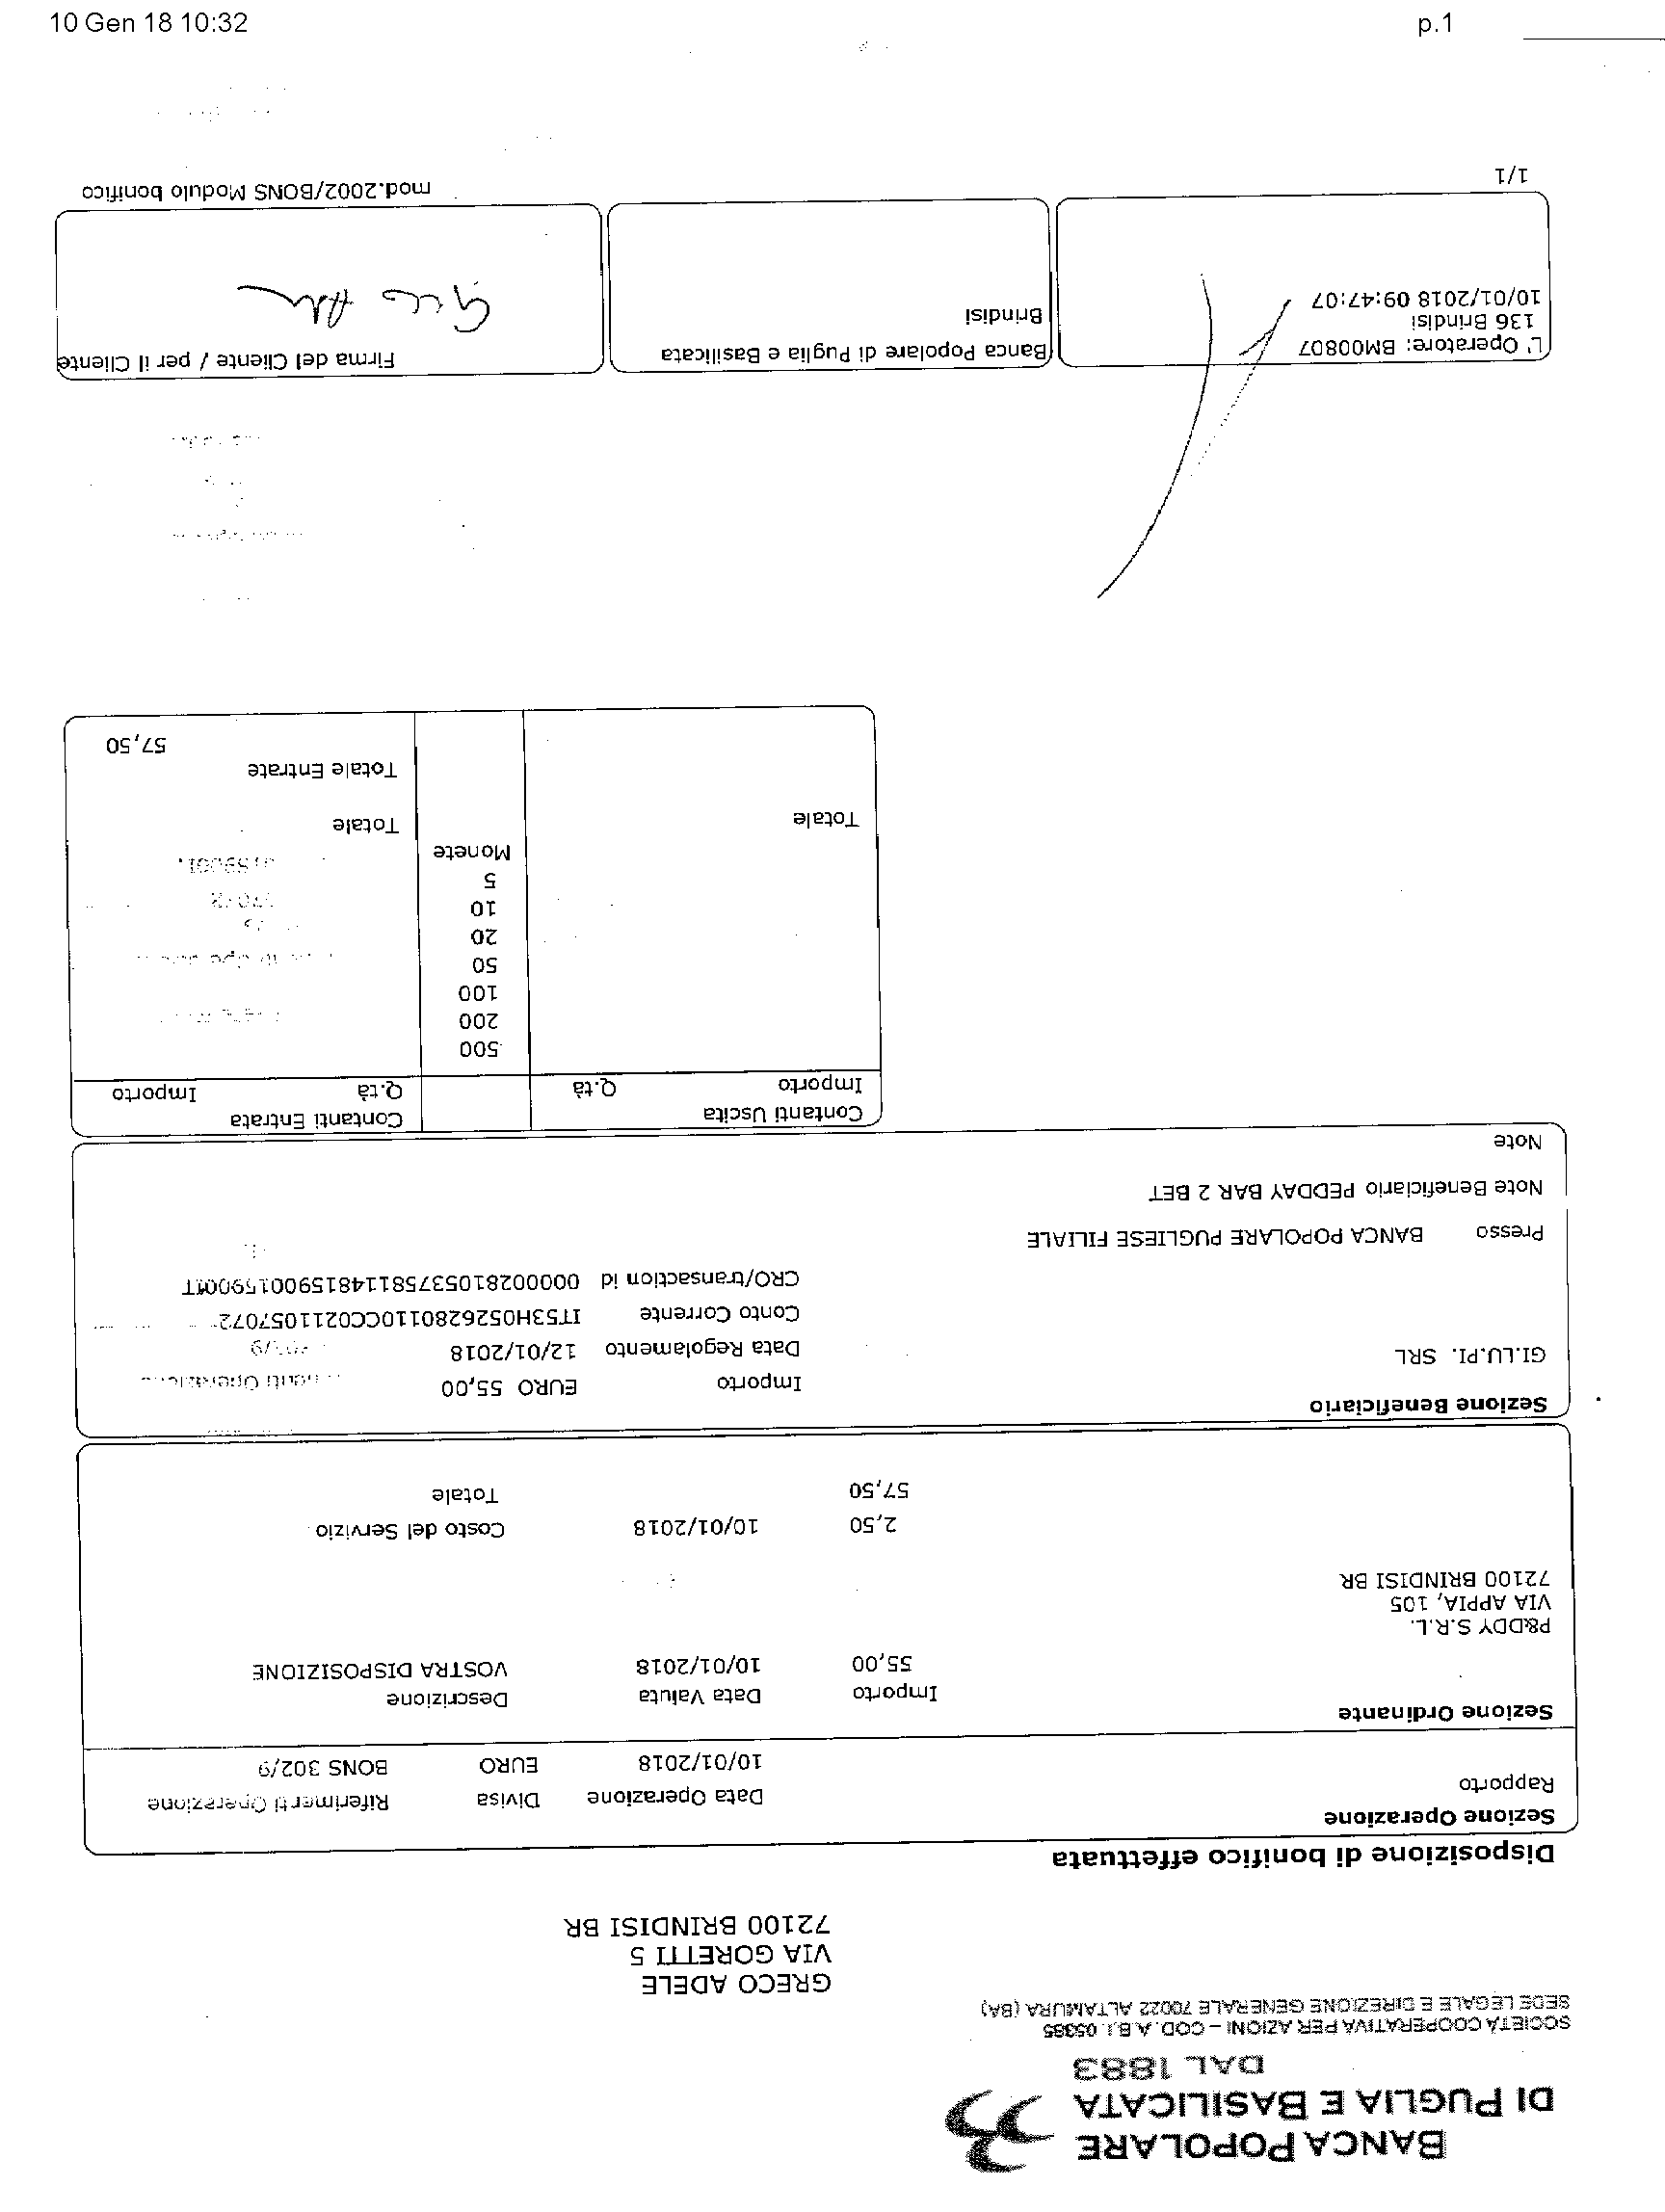 10 Gen 18 10:32 p.1
BANCA POPOLARE
DI PUGLIA E BASILICATA
DAL 1883
SOCIETÀ COOPERATIVA PER AZIONI – COD. A.B.I. 05385
SEDE LEGALE E DIREZIONE GENERALE 70022 ALTAMURA (BA)
GRECO ADELE
VIA GORETTI 5
72100 BRINDISI BR
Disposizione di bonifico effettuata
Sezione Operazione
Rapporto Data Operazione Divisa Riferimenti Operazione
10/01/2018 EURO BONS 302/9
Sezione Ordinante
Importo Data Valuta Descrizione
55,00 10/01/2018 VOSTRA DISPOSIZIONE
P&DDY S.R.L.
VIA APPIA, 105
72100 BRINDISI BR
2,50 10/01/2018 Costo del Servizio
57,50 Totale
Sezione Beneficiario
GI.LU.PI. SRL
Importo EURO 55,00
Data Regolamento 12/01/2018
Conto Corrente IT53H0526280110CC0211057072
CRO/transaction id
Presso BANCA POPOLARE PUGLIESE FILIALE
Note Beneficiario PEDDAY BAR 2 BET
Note
Contanti Uscita Contanti Entrata
Importo Q.tà Q.tà Importo
500
200
100
50
20
10
5
Monete
Totale Totale
Totale Entrate
57,50
L' Operatore: BM00807
136 Brindisi
10/01/2018 09:47:07
Banca Popolare di Puglia e Basilicata
Brindisi
Firma del Cliente / per il Cliente
1/1 mod.2002/BONS Modulo bonifico